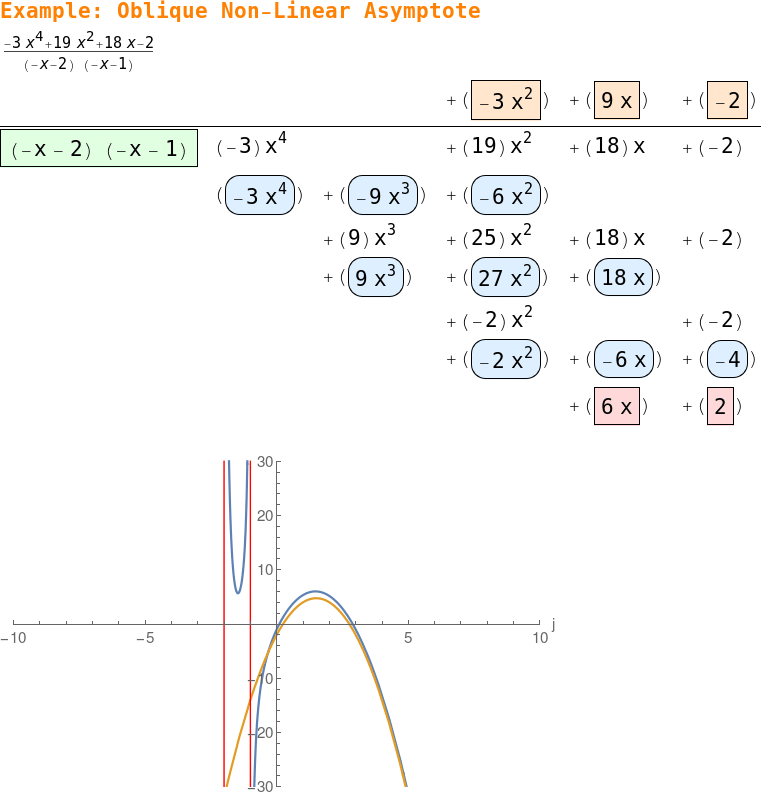 Example: Oblique Non-Linear Asymptote
-3 x^4+19 x^2+18 x-2
(-x-2) (-x-1)
+ ( -3 x^2 ) + ( 9 x ) + ( -2 )
(-x - 2) (-x - 1) (-3) x^4 + (19) x^2 + (18) x + (-2)
( -3 x^4 ) + ( -9 x^3 ) + ( -6 x^2 )
+ (9) x^3 + (25) x^2 + (18) x + (-2)
+ ( 9 x^3 ) + ( 27 x^2 ) + ( 18 x )
+ (-2) x^2 + (-2)
+ ( -2 x^2 ) + ( -6 x ) + ( -4 )
+ ( 6 x ) + ( 2 )
30
20
10
-10 -5 5 10 j
-10
-20
-30